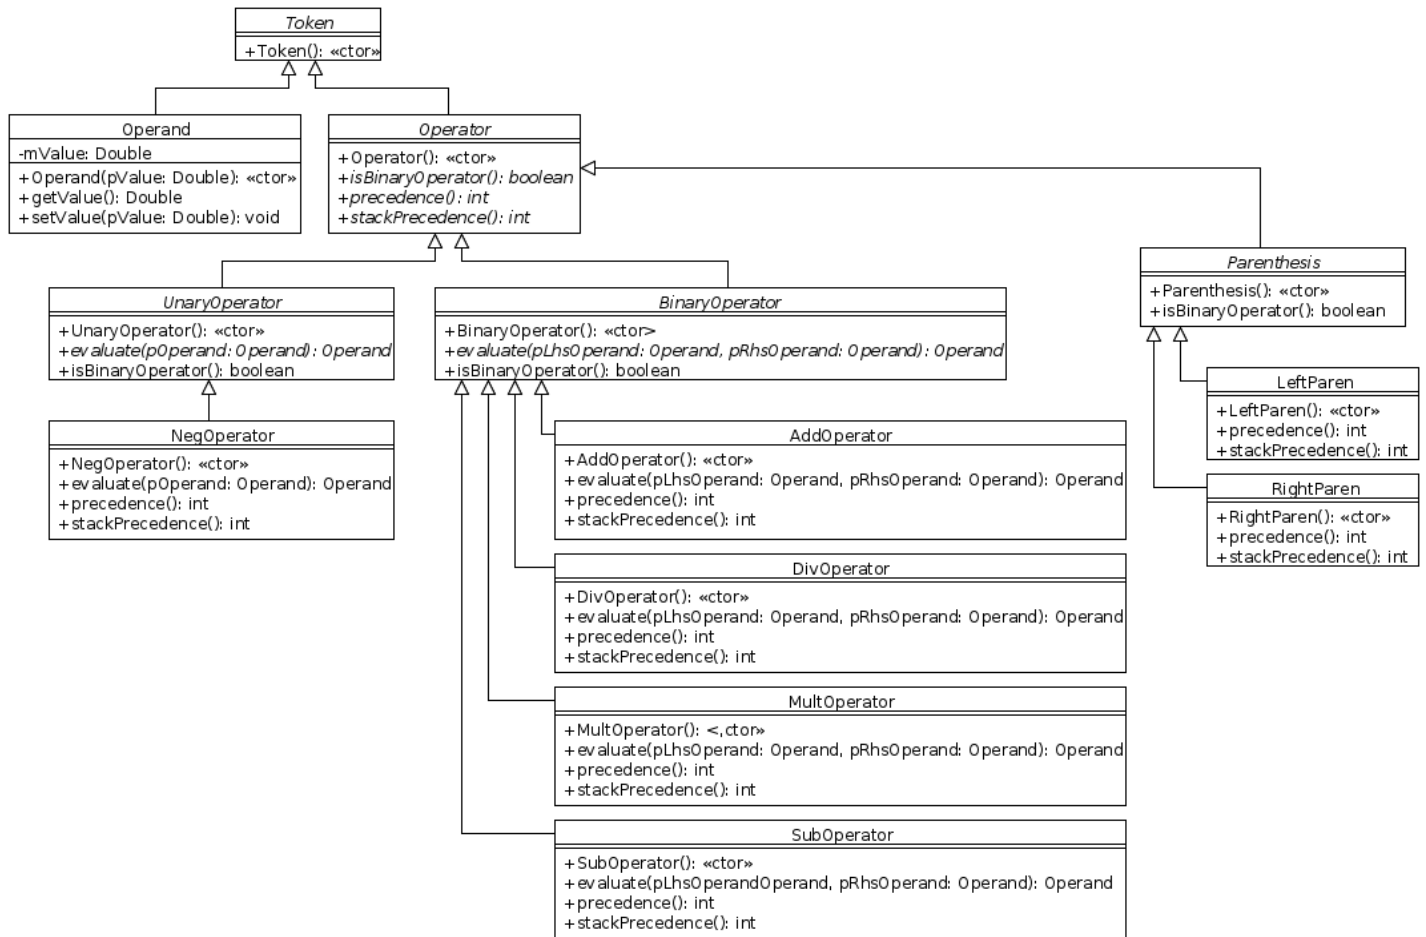 Token
+Token(): «ctor»
Operand
-mValue: Double
+Operand(pValue: Double): «ctor»
+getValue(): Double
+setValue(pValue: Double): void
Operator
+Operator(): «ctor»
+isBinaryOperator(): boolean
+precedence(): int
+stackPrecedence(): int
Parenthesis
+Parenthesis(): «ctor»
+isBinaryOperator(): boolean
UnaryOperator
+UnaryOperator(): «ctor»
+evaluate(pOperand: Operand): Operand
+isBinaryOperator(): boolean
BinaryOperator
+BinaryOperator(): «ctor>
+evaluate(pLhsOperand: Operand, pRhsOperand: Operand): Operand
+isBinaryOperator(): boolean
LeftParen
+LeftParen(): «ctor»
+precedence(): int
+stackPrecedence(): int
NegOperator
+NegOperator(): «ctor»
+evaluate(pOperand: Operand): Operand
+precedence(): int
+stackPrecedence(): int
AddOperator
+AddOperator(): «ctor»
+evaluate(pLhsOperand: Operand, pRhsOperand: Operand): Operand
+precedence(): int
+stackPrecedence(): int
RightParen
+RightParen(): «ctor»
+precedence(): int
+stackPrecedence(): int
DivOperator
+DivOperator(): «ctor»
+evaluate(pLhsOperand: Operand, pRhsOperand: Operand): Operand
+precedence(): int
+stackPrecedence(): int
MultOperator
+MultOperator(): <,ctor»
+evaluate(pLhsOperand: Operand, pRhsOperand: Operand): Operand
+precedence(): int
+stackPrecedence(): int
SubOperator
+SubOperator(): «ctor»
+evaluate(pLhsOperandOperand, pRhsOperand: Operand): Operand
+precedence(): int
+stackPrecedence(): int